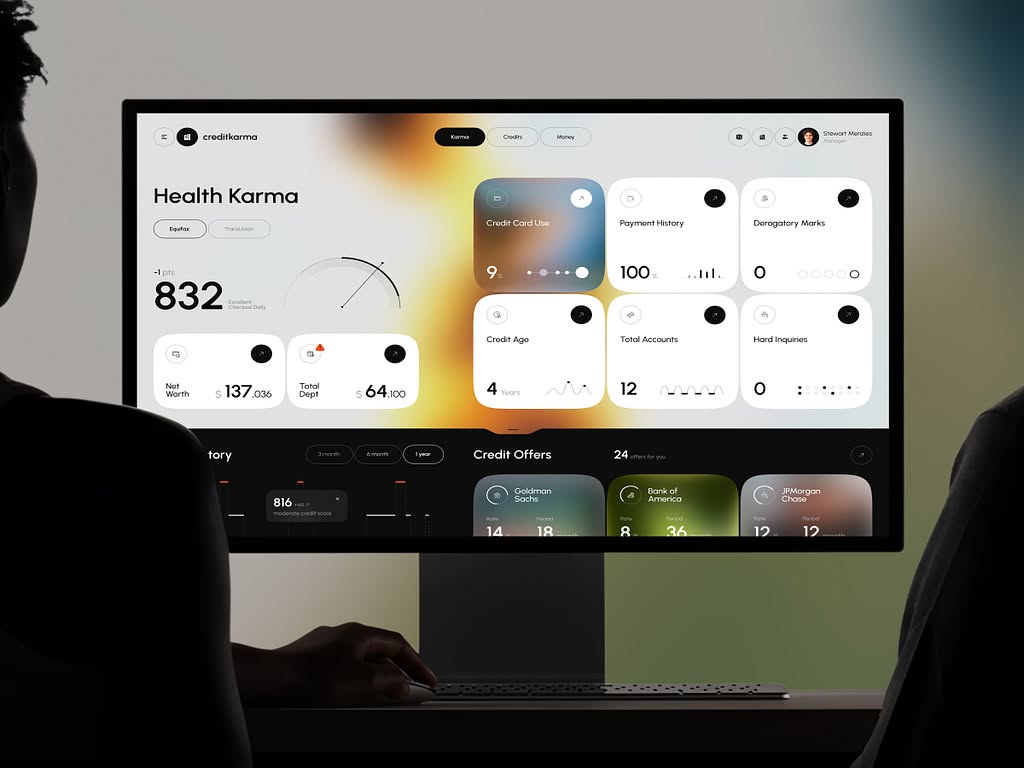 creditkarma
Karma
Credits
Money
Stewart Menzies
Manager
Health Karma
Equifax
TransUnion
-1 pts
832
Excellent
Checked Daily
Net
Worth
$ 137,036
Total
Dept
$ 64,100
Credit Card Use
9 %
Payment History
100 %
Derogatory Marks
0
Credit Age
4 Years
Total Accounts
12
Hard Inquiries
0
tory
3 month
6 month
1 year
816
moderate credit score
Credit Offers
24 offers for you
Goldman
Sachs
Rate
Period
14
18 month
Bank of
America
Rate
Period
8
36 month
JPMorgan
Chase
Rate
Period
12
12 month